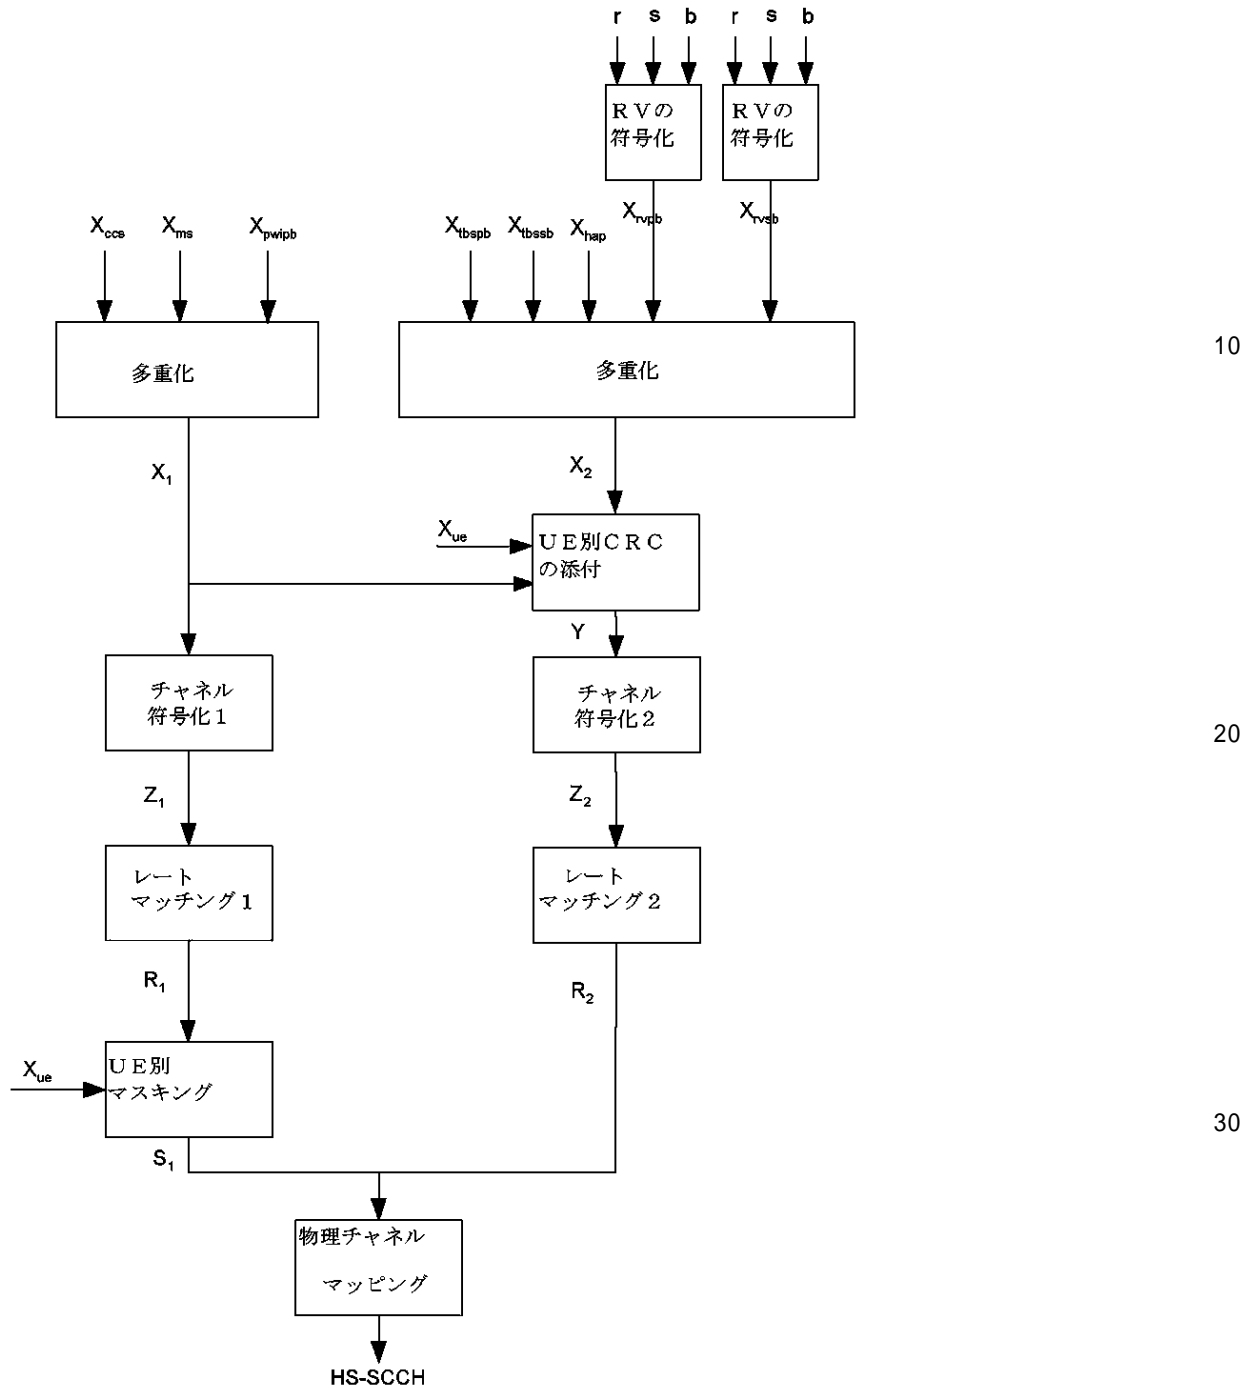 r s b r s b
RVの
符号化
RVの
符号化
Xrvpb Xrvsb
Xccs Xms Xpwipb Xtbspb Xtbssb Xhap
多重化
多重化
10
X1
X2
Xue
UE別CRC
の添付
Y
チャネル
符号化1
チャネル
符号化2
20
Z1
Z2
レート
マッチング1
レート
マッチング2
R1
R2
Xue
UE別
マスキング
30
S1
物理チャネル
マッピング
HS-SCCH